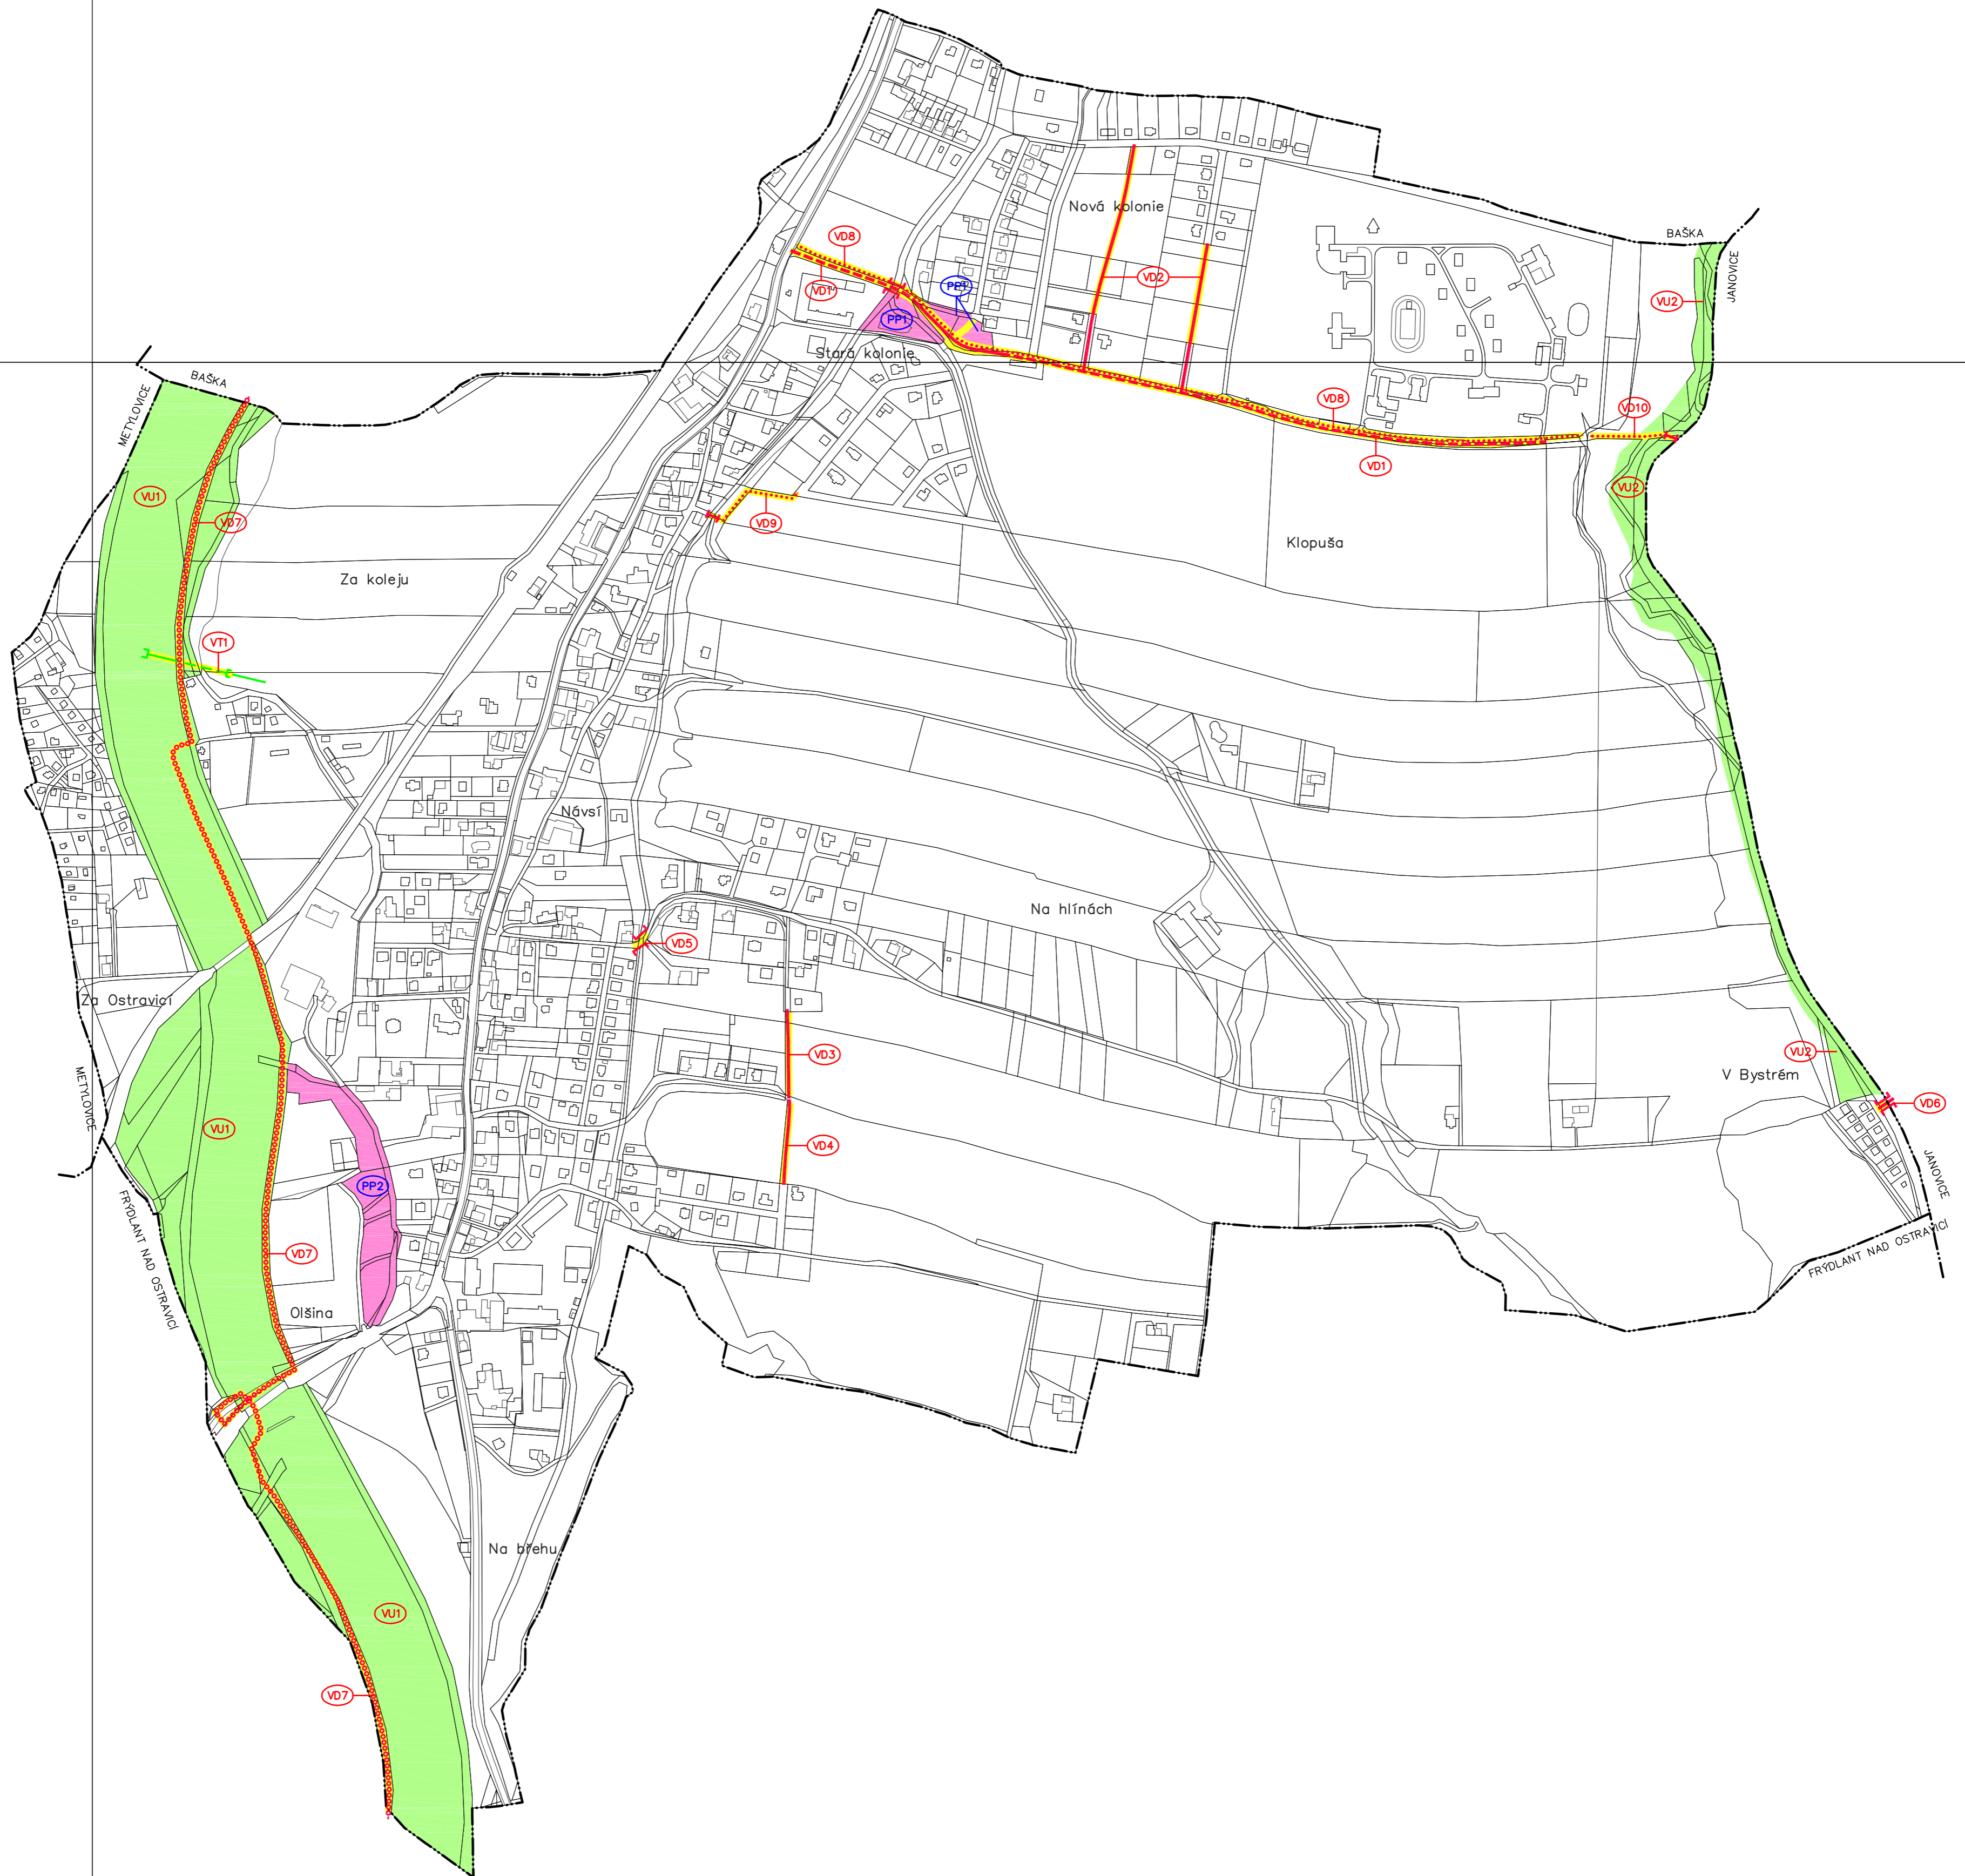 Nová kolonie
BAŠKA
VD8
JANOVICE
VD2
PP1
VD1
VU2
PP1
Stará kolonie
BAŠKA
METYLOVICE
VD8
VD10
VD1
VU1
VU2
VD7
VD9
Klopuša
Za koleju
VT1
Návsí
Na hlínách
VD5
Za Ostravicí
VD3
VU2
V Bystrém
METYLOVICE
VD6
VU1
VD4
PP2
JANOVICE
FRÝDLANT NAD OSTRAVICÍ
FRÝDLANT NAD OSTRAVICÍ
VD7
Olšina
Na břehu
VU1
VD7